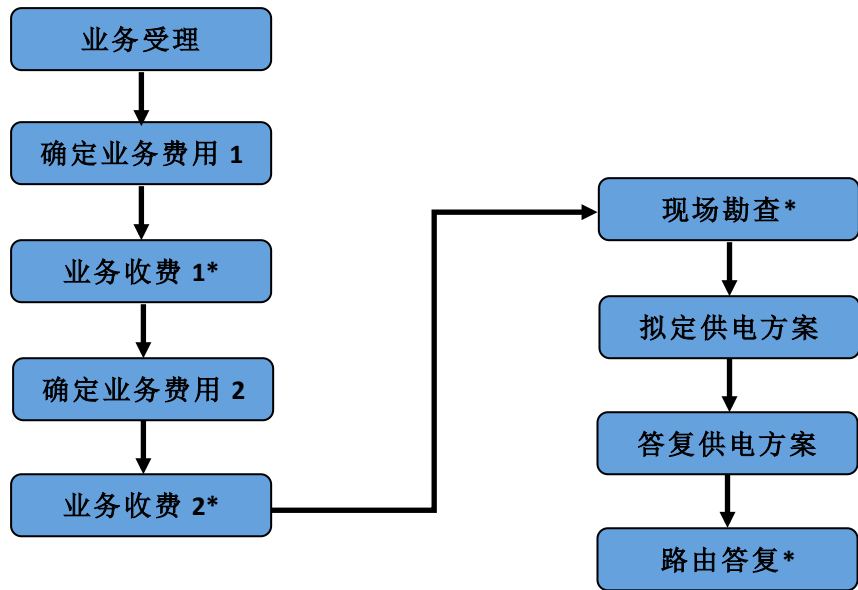 业务受理
确定业务费用 1
业务收费 1*
确定业务费用 2
业务收费 2*
现场勘查*
拟定供电方案
答复供电方案
路由答复*